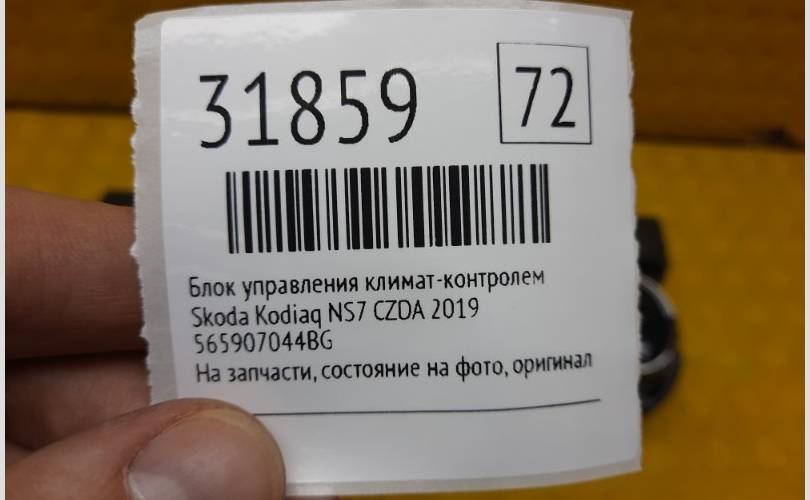 31859
72
Блок управления климат-контролем
Skoda Kodiaq NS7 CZDA 2019
565907044BG
На запчасти, состояние на фото, оригинал